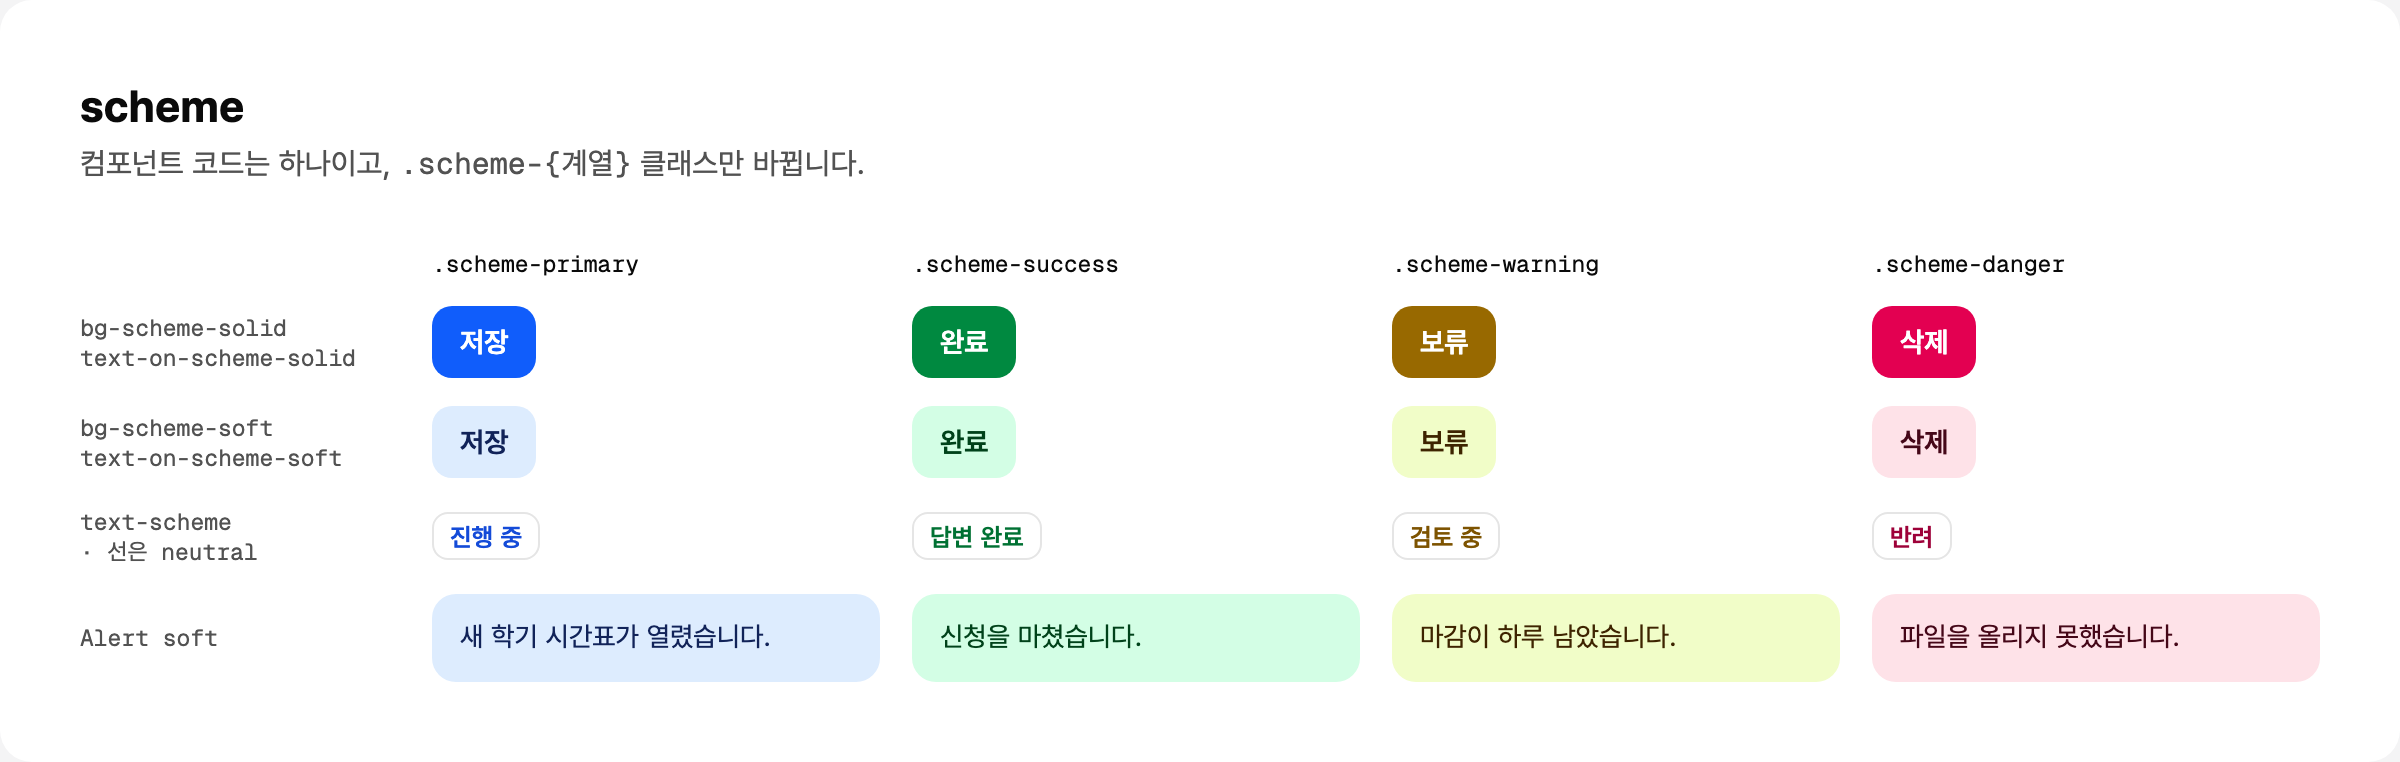 scheme
컴포넌트 코드는 하나이고, .scheme-{계열} 클래스만 바뀝니다.
.scheme-primary .scheme-success .scheme-warning .scheme-danger
bg-scheme-solid
text-on-scheme-solid
저장 완료 보류 삭제
bg-scheme-soft
text-on-scheme-soft
저장 완료 보류 삭제
text-scheme
· 선은 neutral
진행 중 답변 완료 검토 중 반려
Alert soft
새 학기 시간표가 열렸습니다. 신청을 마쳤습니다. 마감이 하루 남았습니다. 파일을 올리지 못했습니다.